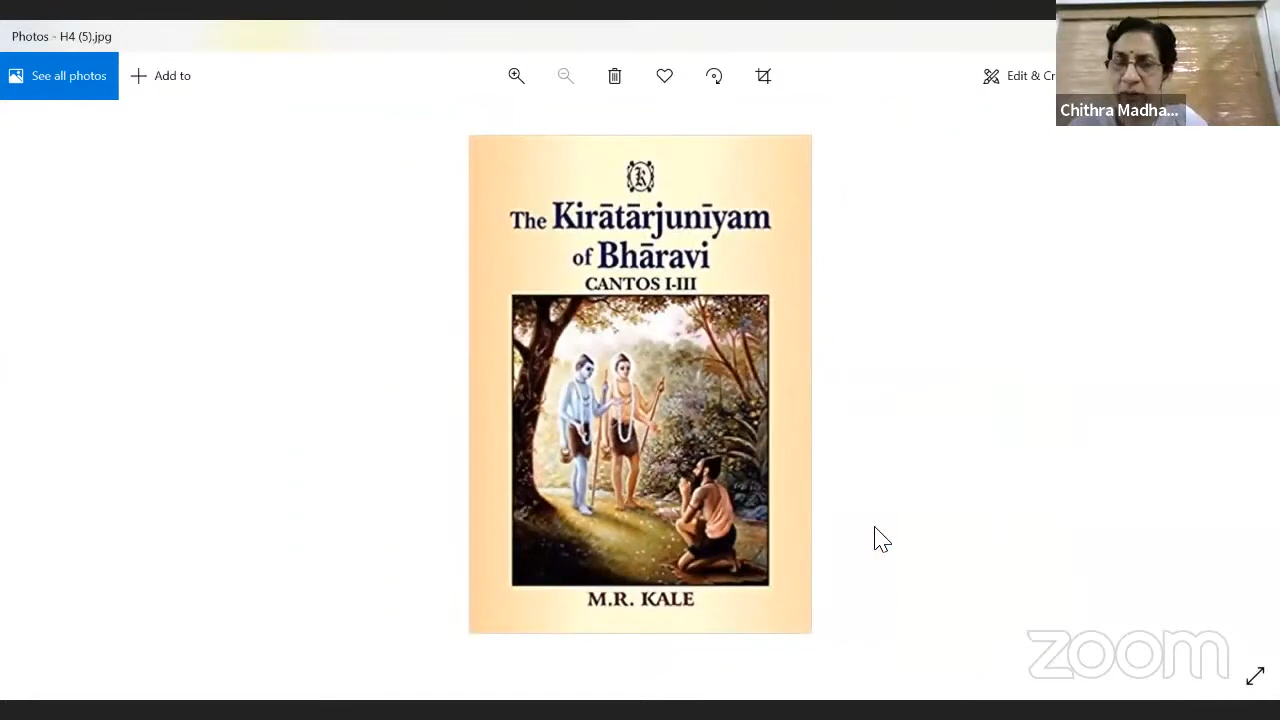 Photos - H4 (5).jpg
See all photos
Add to
Edit & Cr
Chithra Madha...
K
The Kirātārjunīyam
of Bhāravi
CANTOS I-III
M.R. KALE
zoom